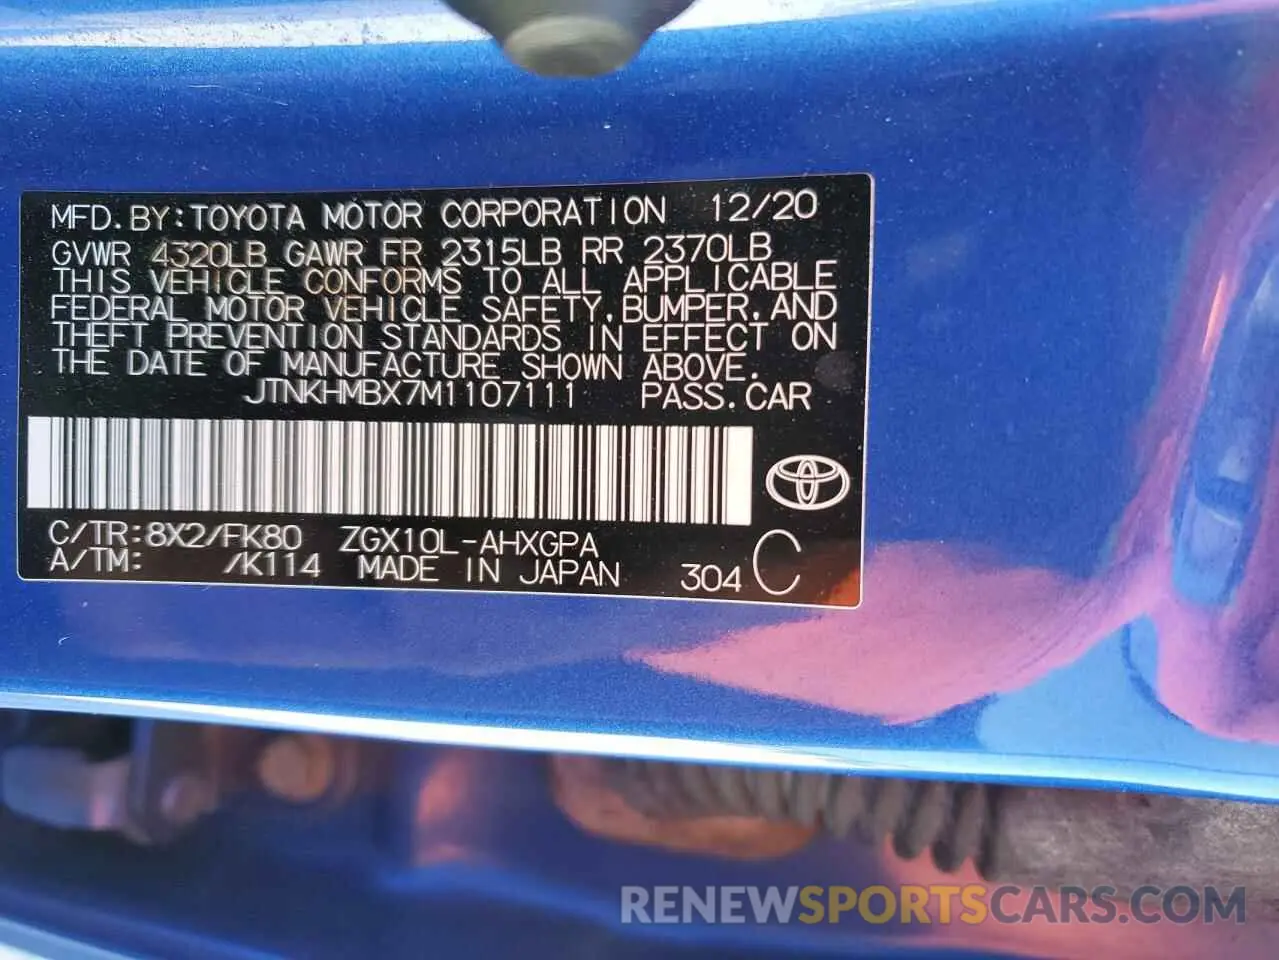 MFD.BY:TOYOTA MOTOR CORPORATION 12/20
GVWR 4320LB GAWR FR 2315LB RR 2370LB
THIS VEHICLE CONFORMS TO ALL APPLICABLE
FEDERAL MOTOR VEHICLE SAFETY,BUMPER,AND
THEFT PREVENTION STANDARDS IN EFFECT ON
THE DATE OF MANUFACTURE SHOWN ABOVE.
JTNKHMBX7M1107111 PASS.CAR
C/TR:8X2/FK80 ZGX10L-AHXGPA
A/TM: /K114 MADE IN JAPAN 304 C
RENEWSPORTSCARS.COM